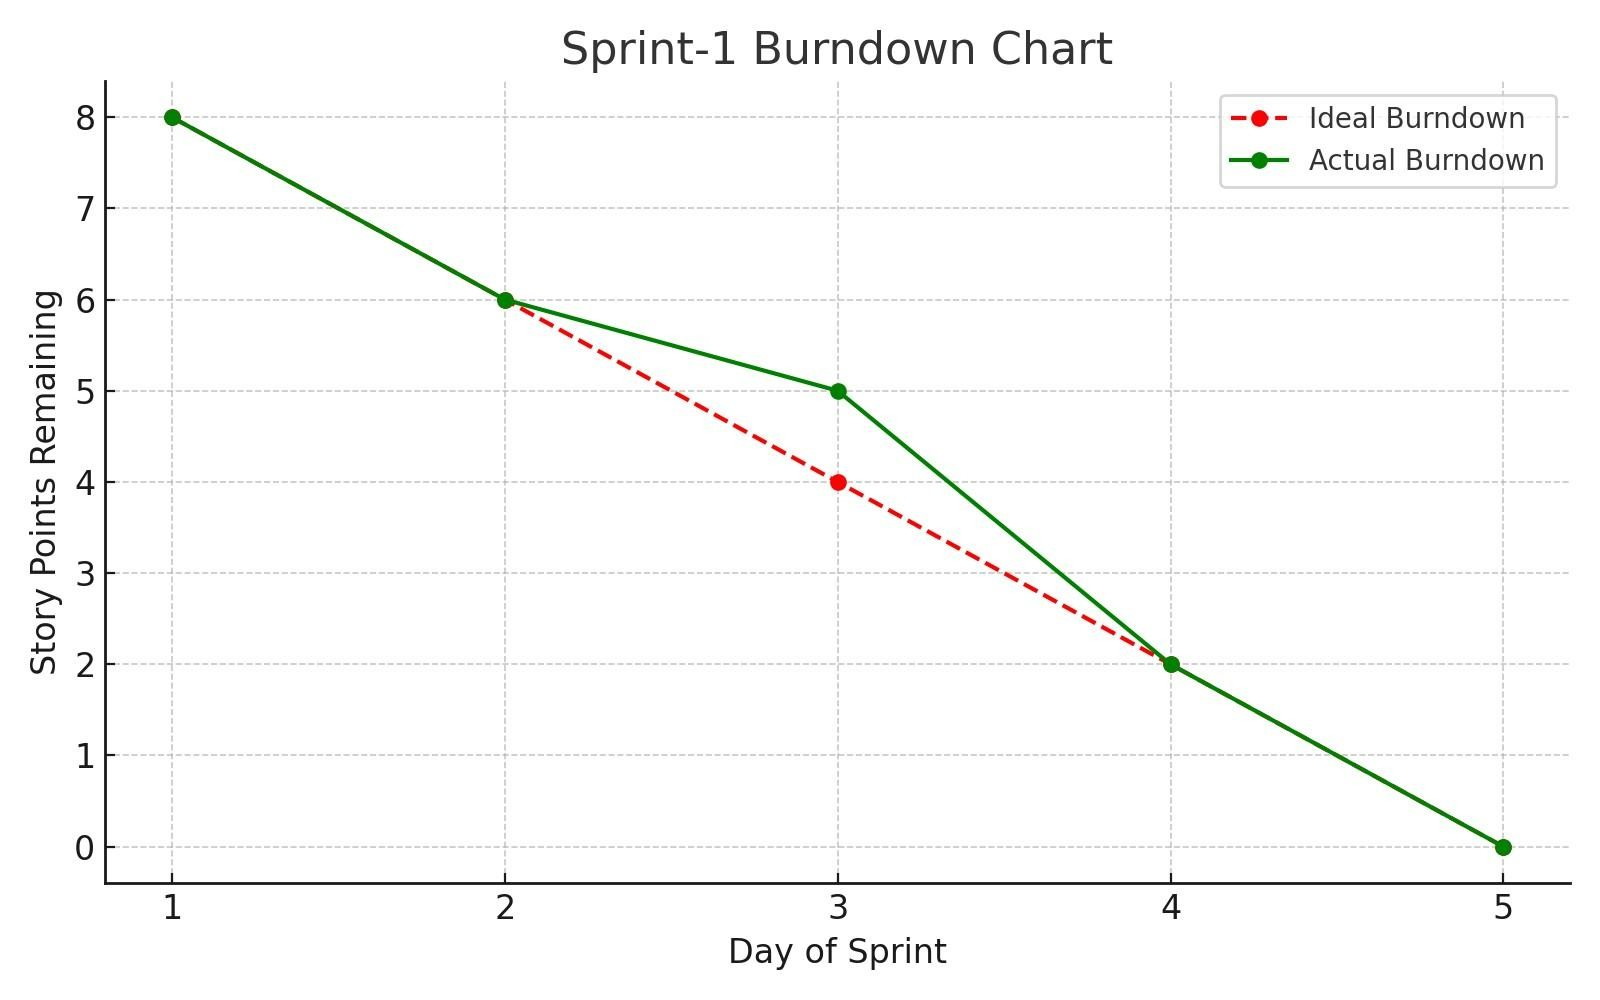 Sprint-1 Burndown Chart
Ideal Burndown
Actual Burndown
Story Points Remaining
8
7
6
5
4
3
2
1
0
1 2 3 4 5
Day of Sprint